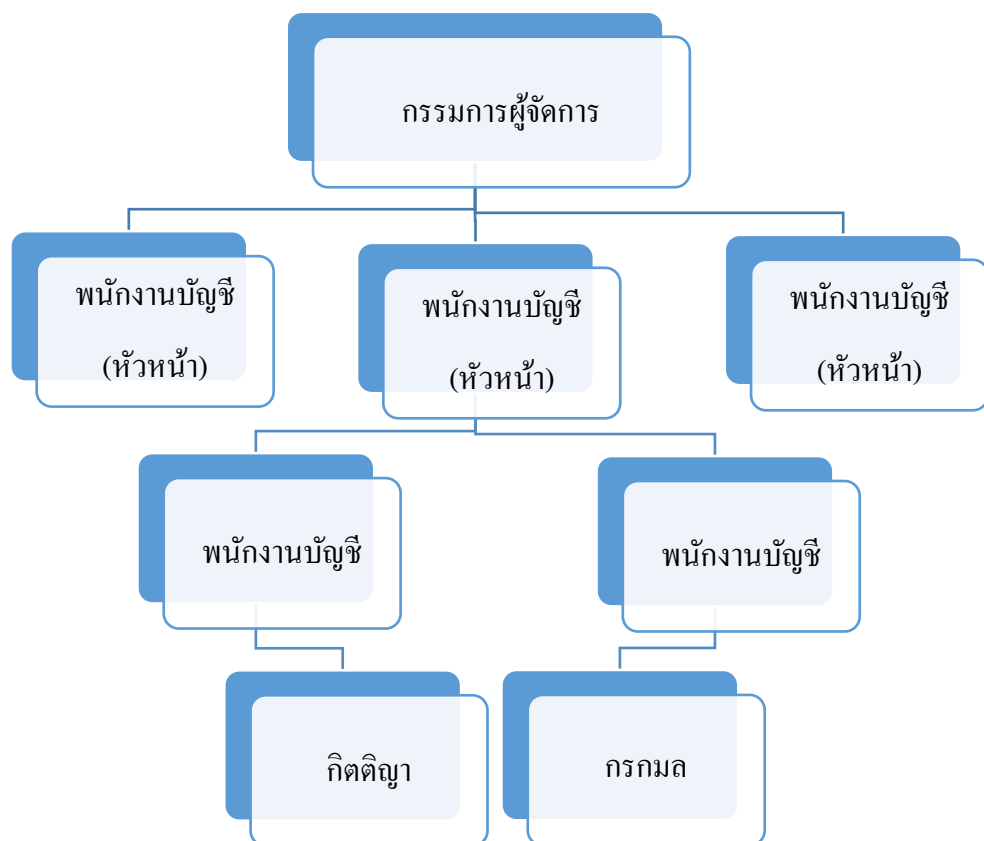 กรรมการผู้จัดการ
พนักงานบัญชี
(หัวหน้า)
พนักงานบัญชี
(หัวหน้า)
พนักงานบัญชี
(หัวหน้า)
พนักงานบัญชี
พนักงานบัญชี
กิตติญา
กรกมล